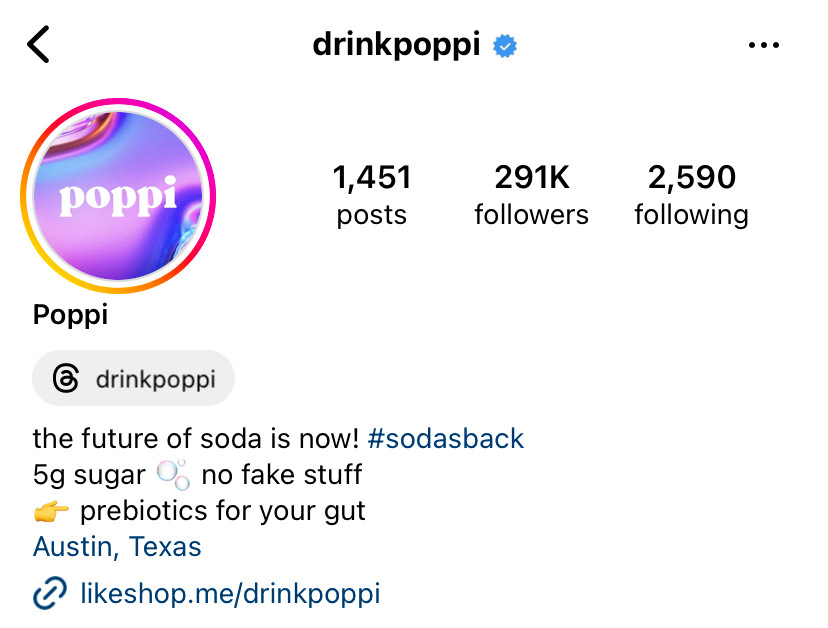 drinkpoppi
poppi
1,451 291K 2,590
posts followers following
Poppi
drinkpoppi
the future of soda is now! #sodasback
5g sugar 🫧 no fake stuff
👉 prebiotics for your gut
Austin, Texas
likeshop.me/drinkpoppi